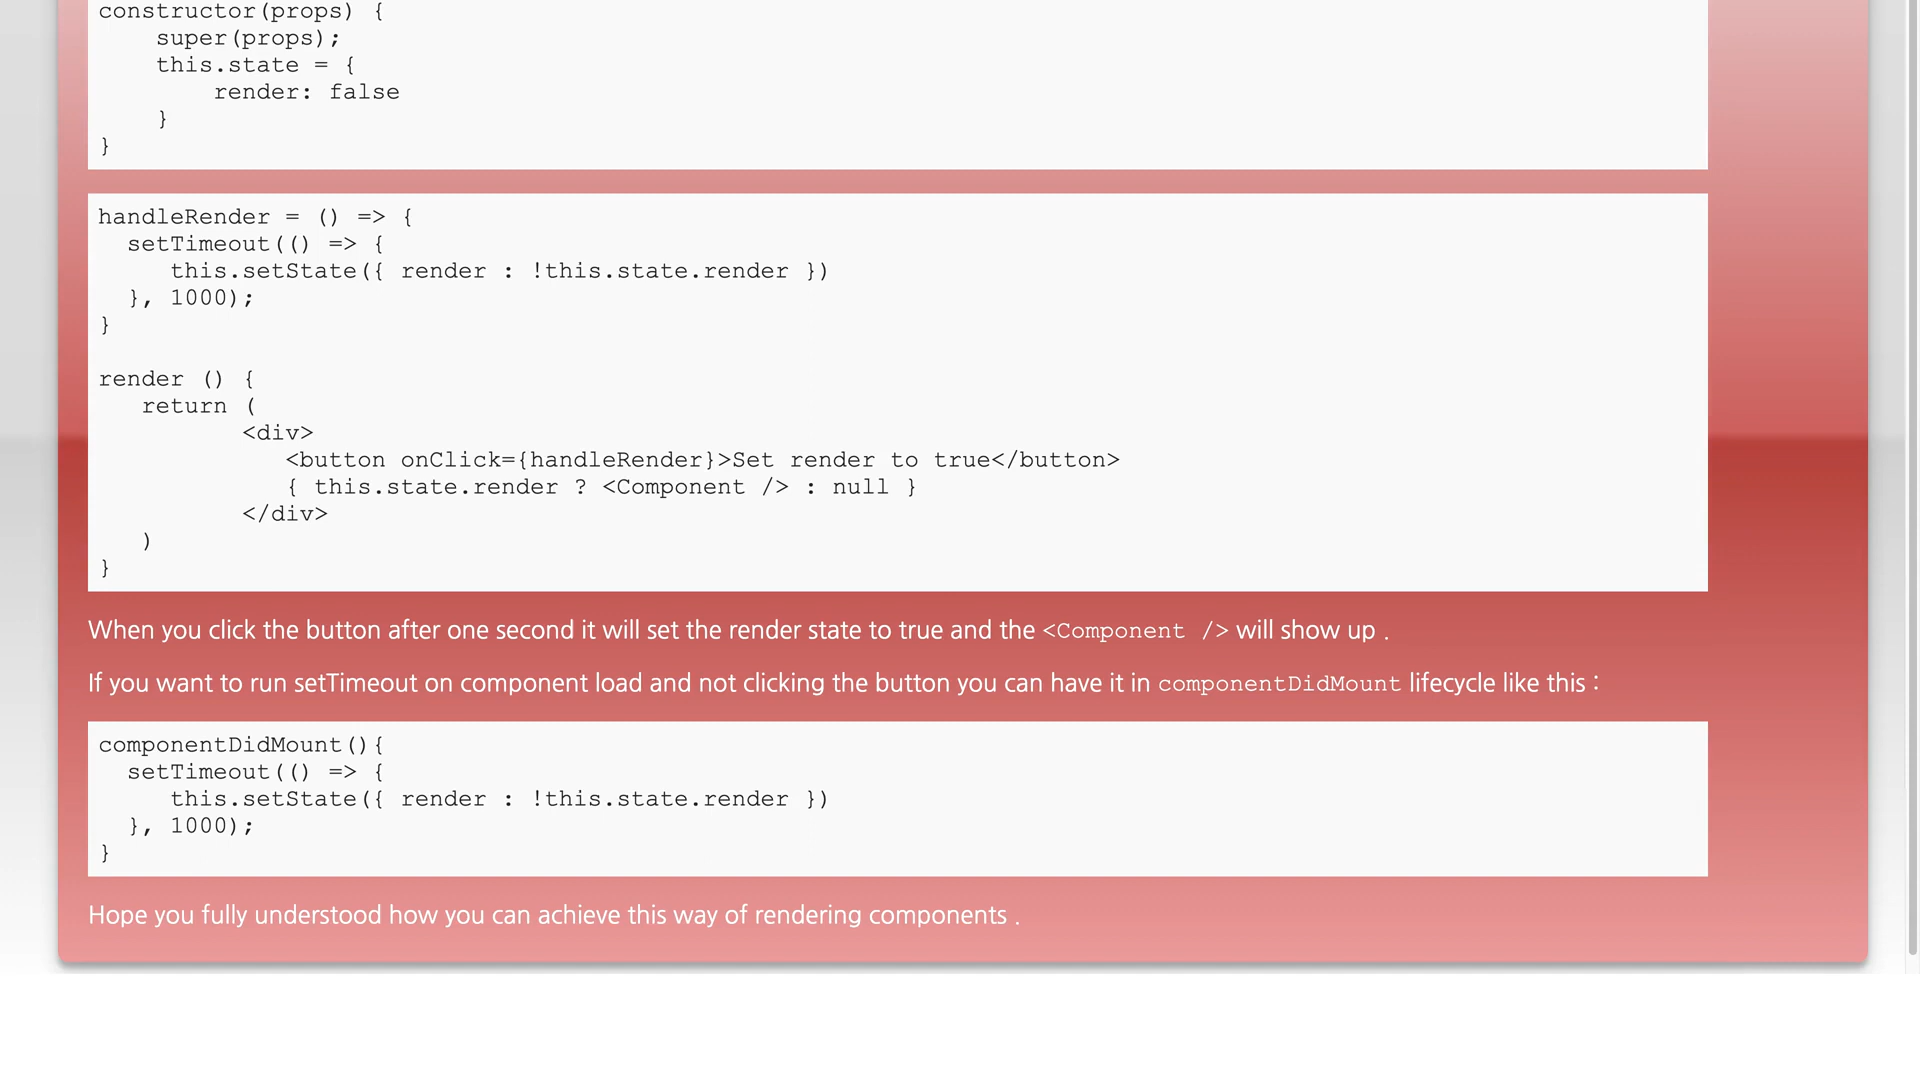 constructor(props) {
    super(props);
    this.state = {
        render: false
    }
}
handleRender = () => {
  setTimeout(() => {
     this.setState({ render : !this.state.render })
  }, 1000);
}
render () {
   return (
          <div>
             <button onClick={handleRender}>Set render to true</button>
             { this.state.render ? <Component /> : null }
          </div>
   )
}
When you click the button after one second it will set the render state to true and the <Component /> will show up .
If you want to run setTimeout on component load and not clicking the button you can have it in componentDidMount lifecycle like this :
componentDidMount(){
  setTimeout(() => {
     this.setState({ render : !this.state.render })
  }, 1000);
}
Hope you fully understood how you can achieve this way of rendering components .